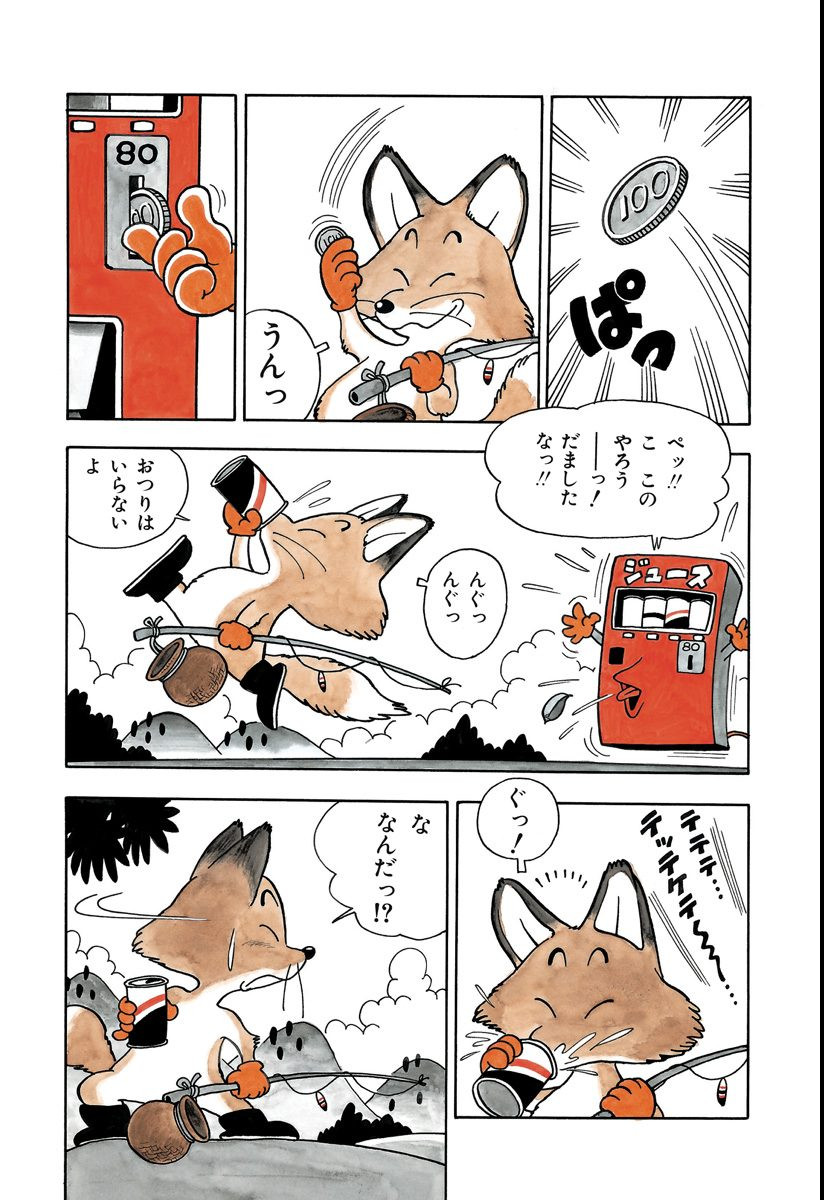 100
ぱっ
うんっ
80
ペッ!!
こ この
やろう
――っ!
だました
なっ!!
ジュース
80
んぐっ
んぐっ
おつりは
いらない
よ
テテテ…
テッテケテ〜〜…
ぐっ!
な
なんだっ!?